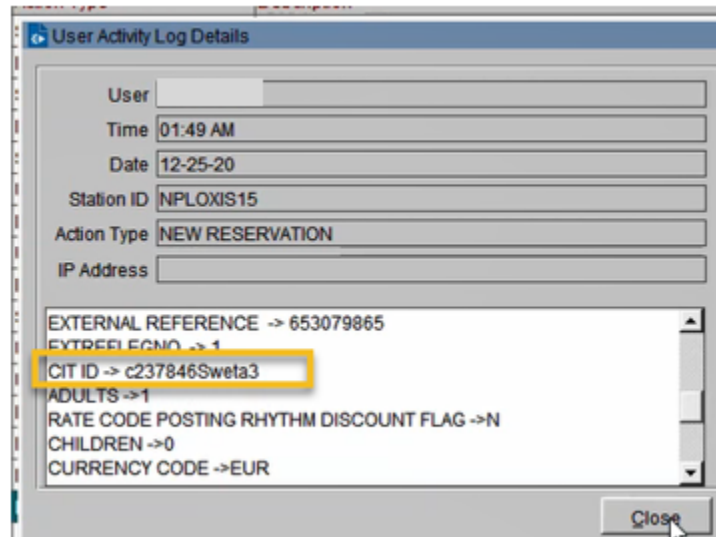 User Activity Log Details
User
Time 01:49 AM
Date 12-25-20
Station ID NPLOXIS15
Action Type NEW RESERVATION
IP Address
EXTERNAL REFERENCE -> 653079865
EXTREFLEGNO -> 1
CIT ID -> c237846Sweta3
ADULTS ->1
RATE CODE POSTING RHYTHM DISCOUNT FLAG ->N
CHILDREN ->0
CURRENCY CODE ->EUR
Close